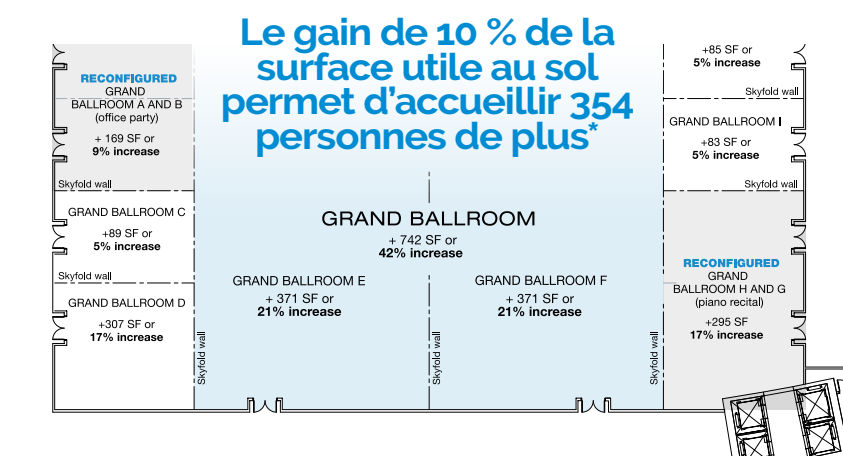 Le gain de 10 % de la
surface utile au sol
permet d’accueillir 354
personnes de plus*
RECONFIGURED
GRAND
BALLROOM A AND B
(office party)
+ 169 SF or
9% increase
Skyfold wall
GRAND BALLROOM C
+89 SF or
5% increase
Skyfold wall
GRAND BALLROOM D
+307 SF or
17% increase
Skyfold wall
GRAND BALLROOM
+ 742 SF or
42% increase
GRAND BALLROOM E
+ 371 SF or
21% increase
GRAND BALLROOM F
+ 371 SF or
21% increase
Skyfold wall
+85 SF or
5% increase
Skyfold wall
GRAND BALLROOM I
+83 SF or
5% increase
Skyfold wall
RECONFIGURED
GRAND
BALLROOM H AND G
(piano recital)
+295 SF
17% increase